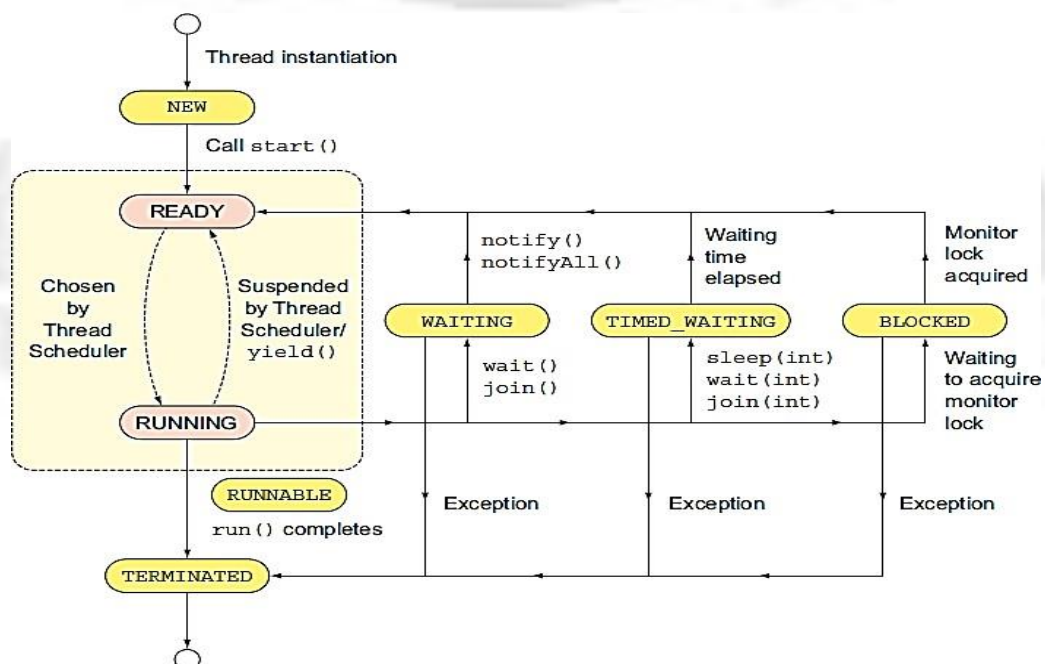 Thread instantiation
NEW
Call start()
READY
Chosen
by
Thread
Scheduler
Suspended
by Thread
Scheduler/
yield()
RUNNING
RUNNABLE
run() completes
TERMINATED
notify()
notifyAll()
WAITING
wait()
join()
Exception
Waiting
time
elapsed
TIMED_WAITING
sleep(int)
wait(int)
join(int)
Exception
Monitor
lock
acquired
BLOCKED
Waiting
to acquire
monitor
lock
Exception